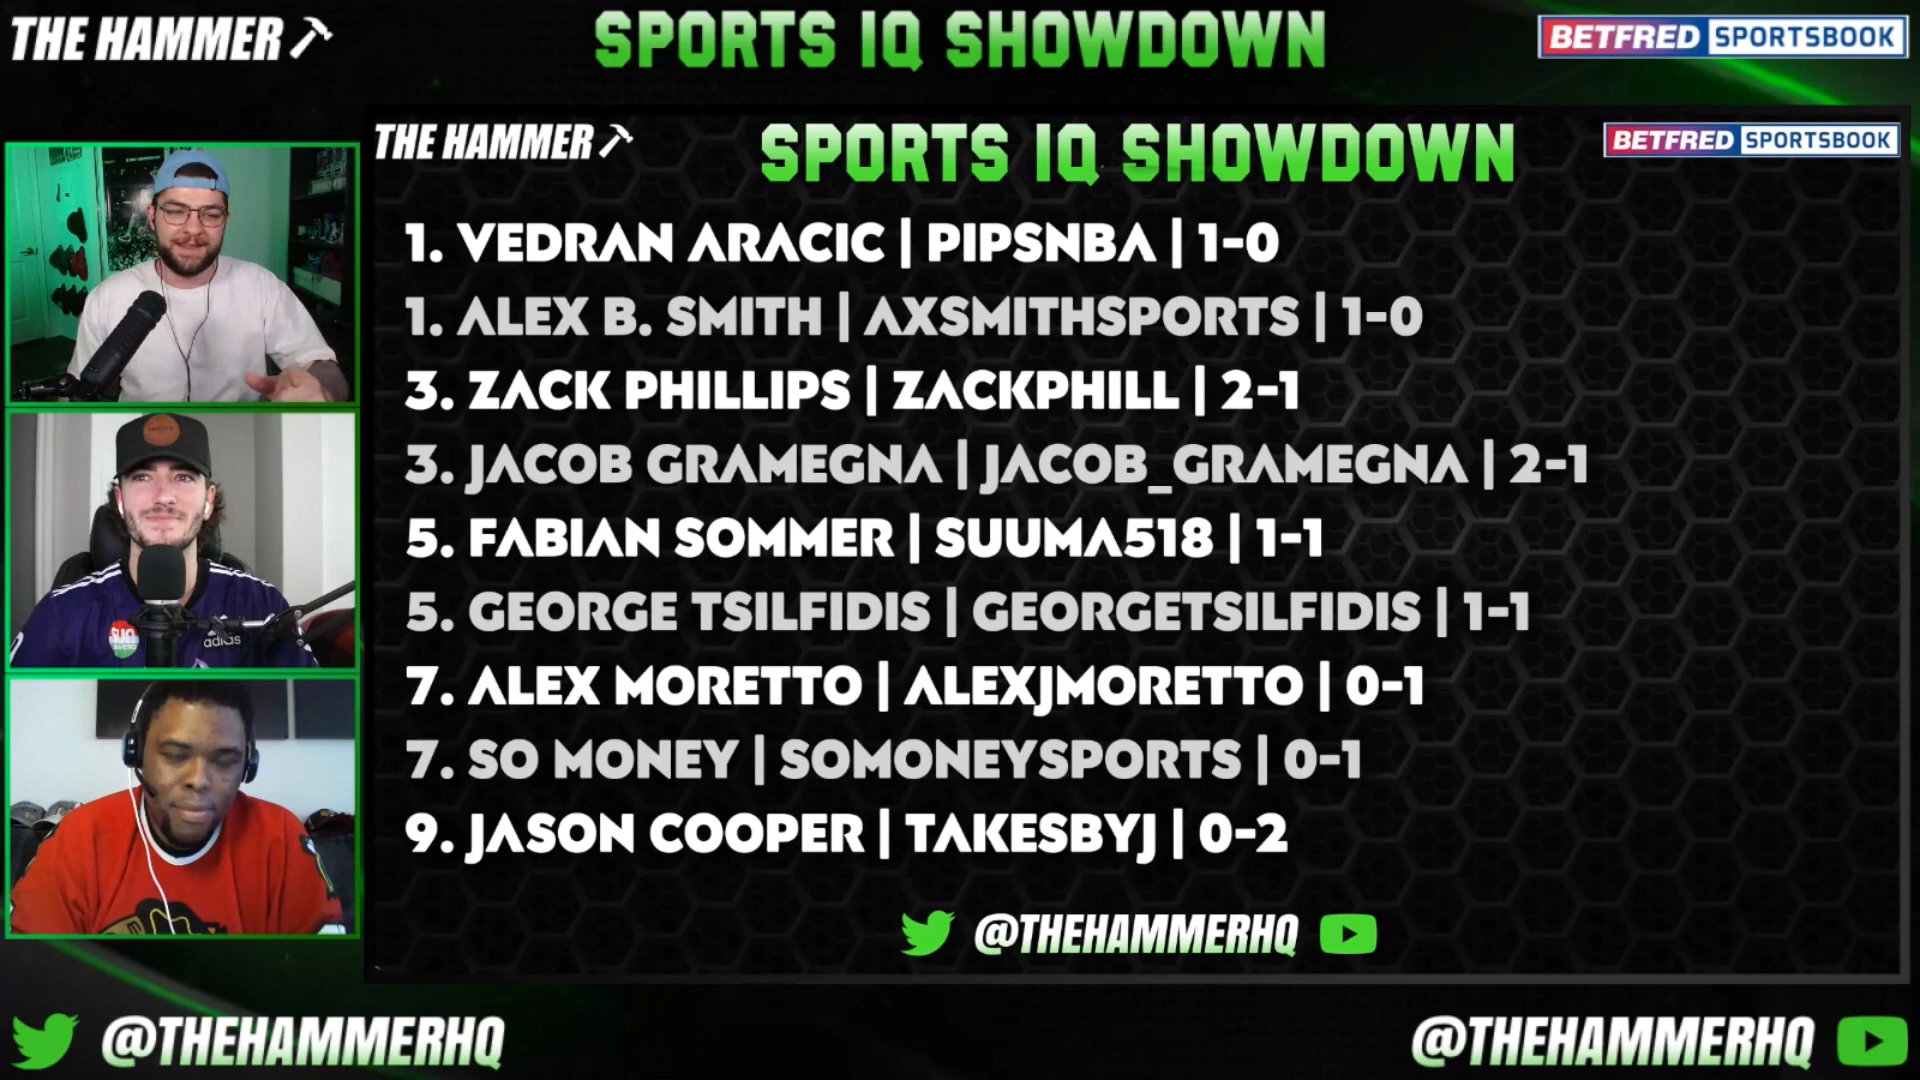 THE HAMMER
SPORTS IQ SHOWDOWN
BETFRED SPORTSBOOK
THE HAMMER
SPORTS IQ SHOWDOWN
BETFRED SPORTSBOOK
1. VEDRAN ARACIC | PIPSNBA | 1-0
1. ALEX B. SMITH | AXSMITHSPORTS | 1-0
3. ZACK PHILLIPS | ZACKPHILL | 2-1
3. JACOB GRAMEGNA | JACOB_GRAMEGNA | 2-1
5. FABIAN SOMMER | SUUMA518 | 1-1
5. GEORGE TSILFIDIS | GEORGETSILFIDIS | 1-1
7. ALEX MORETTO | ALEXJMORETTO | 0-1
7. SO MONEY | SOMONEYSPORTS | 0-1
9. JASON COOPER | TAKESBYJ | 0-2
adidas
@THEHAMMERHQ
@THEHAMMERHQ
@THEHAMMERHQ